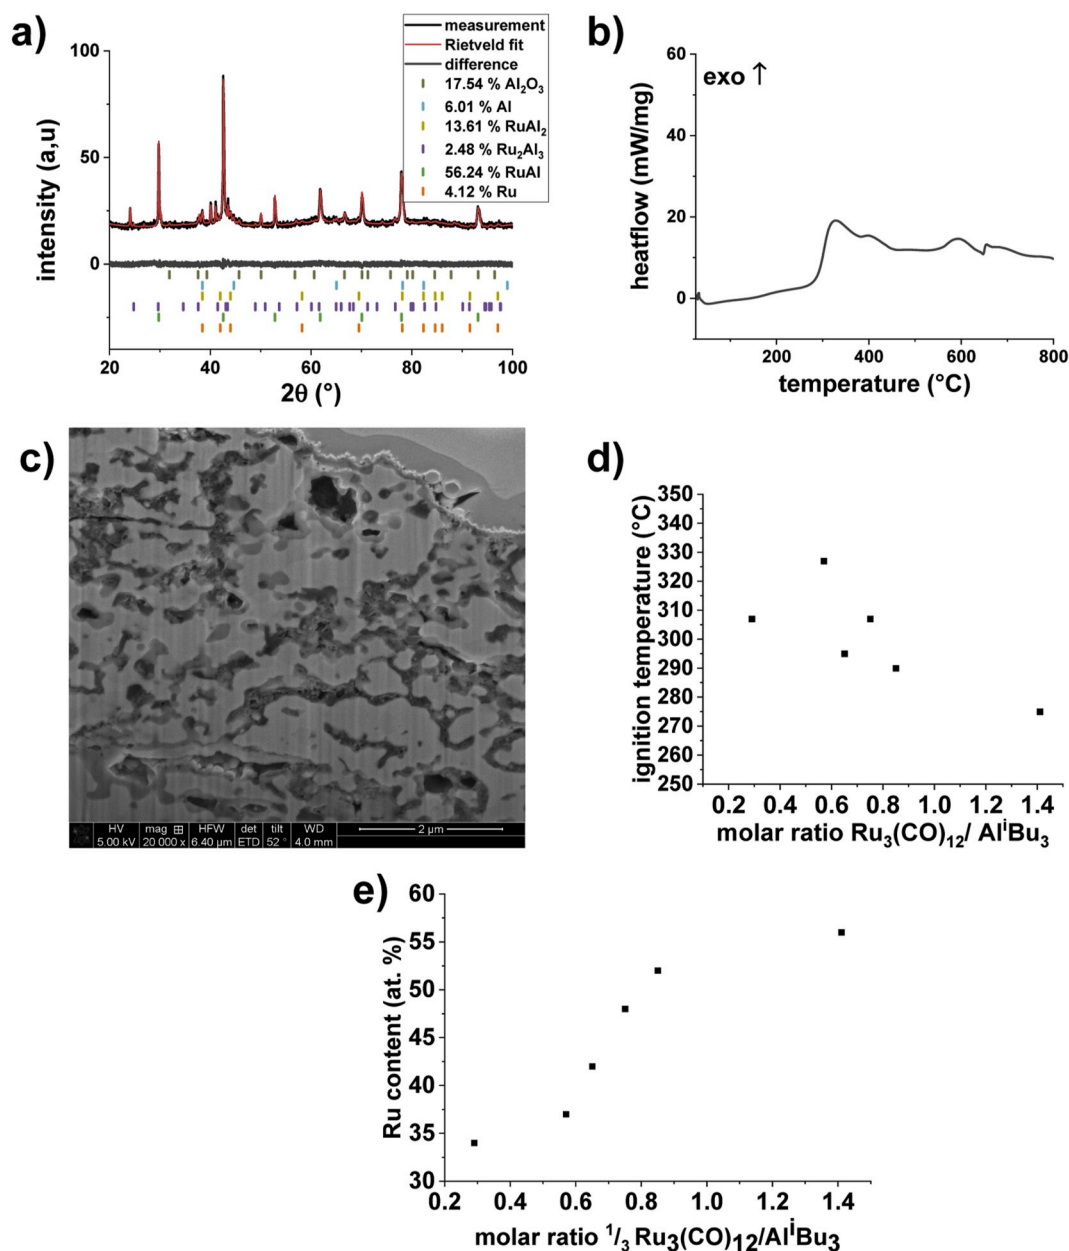 a)
measurement
Rietveld fit
difference
17.54 % Al₂O₃
6.01 % Al
13.61 % RuAl₂
2.48 % Ru₂Al₃
56.24 % RuAl
4.12 % Ru
100
50
0
intensity (a,u)
20 40 60 80 100
2θ (°)
b)
exo ↑
60
40
20
0
heatflow (mW/mg)
200 400 600 800
temperature (°C)
c)
HV mag HFW det tilt WD
5.00 kV 20 000 x 6.40 µm ETD 52 ° 4.0 mm
2 µm
d)
350
340
330
320
310
300
290
280
270
260
250
ignition temperature (°C)
0.2 0.4 0.6 0.8 1.0 1.2 1.4
molar ratio Ru₃(CO)₁₂/ AlⁱBu₃
e)
60
55
50
45
40
35
30
Ru content (at. %)
0.2 0.4 0.6 0.8 1.0 1.2 1.4
molar ratio ¹/₃ Ru₃(CO)₁₂/AlⁱBu₃